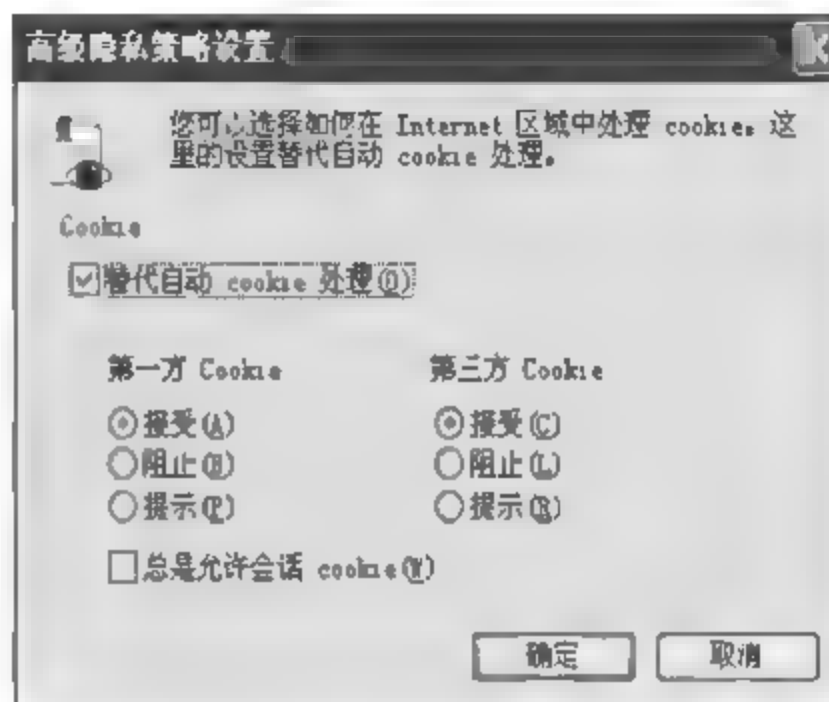 高级隐私策略设置
您可以选择如何在 Internet 区域中处理 cookie。这
里的设置替代自动 cookie 处理。
Cookie
替代自动 cookie 处理(O)
第一方 Cookie 第三方 Cookie
接受(A) 接受(C)
阻止(B) 阻止(L)
提示(P) 提示(R)
总是允许会话 cookie(W)
确定 取消